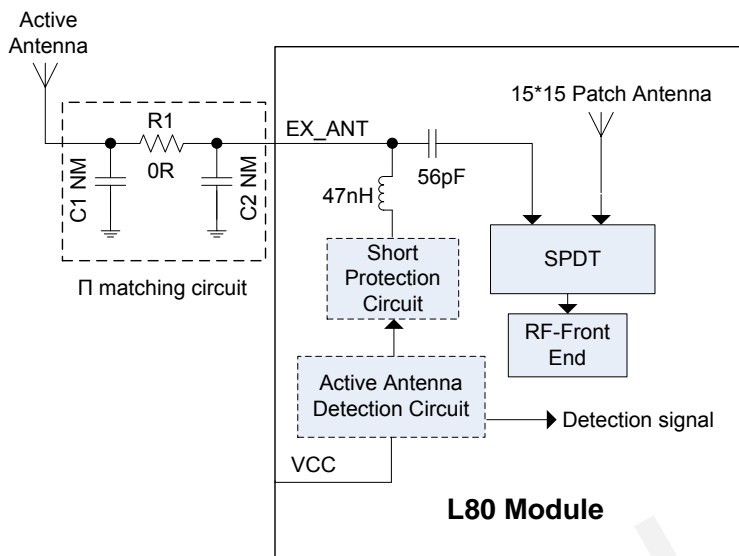 Active
Antenna
15*15 Patch Antenna
R1
EX_ANT
0R
C1 NM
C2 NM
56pF
47nH
Short
Protection
Circuit
SPDT
Π matching circuit
RF-Front
End
Active Antenna
Detection Circuit
Detection signal
VCC
L80 Module